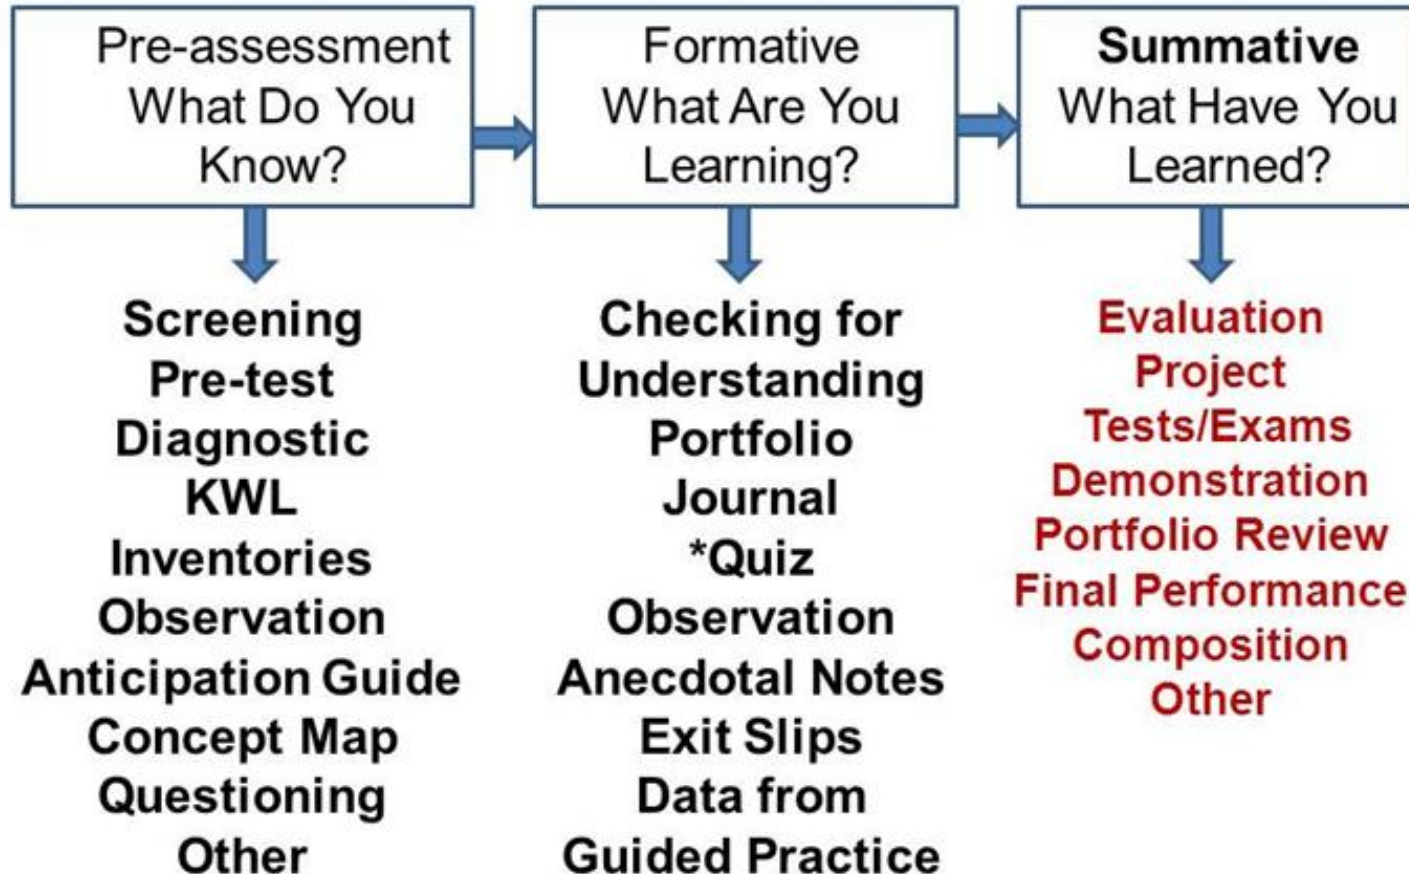 Pre-assessment
What Do You
Know?
Formative
What Are You
Learning?
Summative
What Have You
Learned?
Screening
Pre-test
Diagnostic
KWL
Inventories
Observation
Anticipation Guide
Concept Map
Questioning
Other
Checking for
Understanding
Portfolio
Journal
*Quiz
Observation
Anecdotal Notes
Exit Slips
Data from
Guided Practice
Evaluation
Project
Tests/Exams
Demonstration
Portfolio Review
Final Performance
Composition
Other